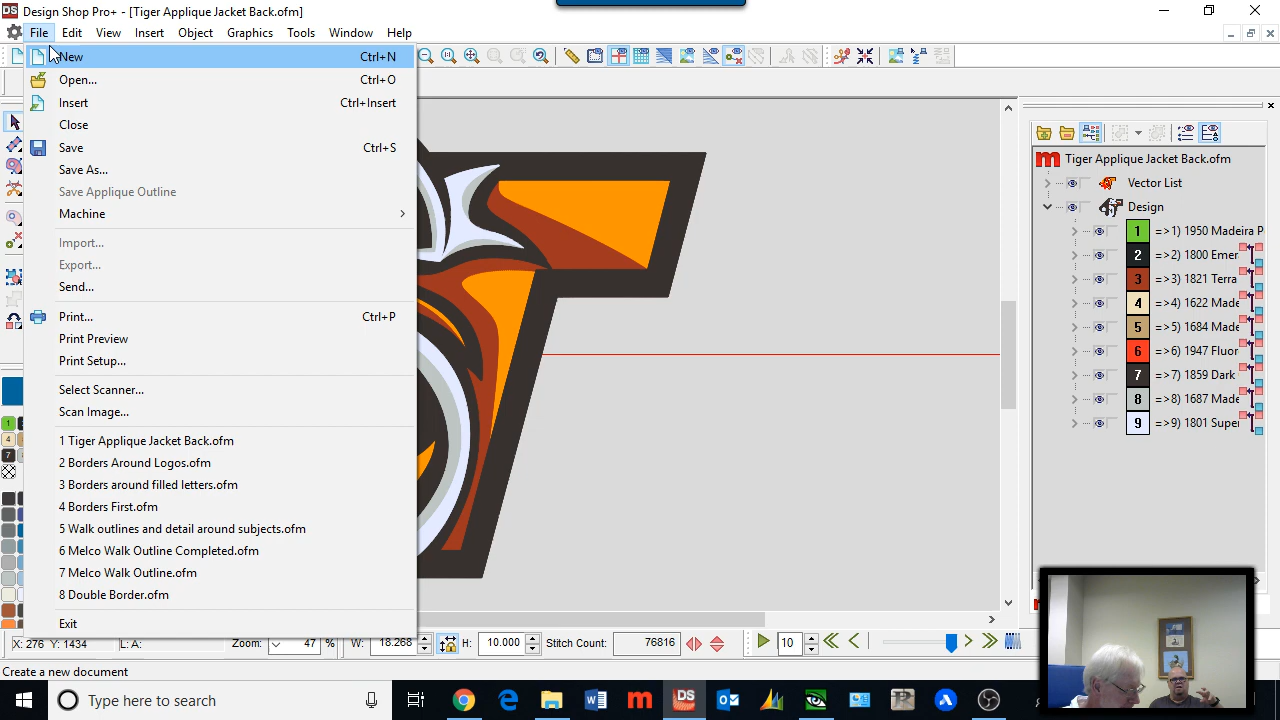 DS Design Shop Pro+ - [Tiger Applique Jacket Back.ofm]
File Edit View Insert Object Graphics Tools Window Help
New Ctrl+N
Open... Ctrl+O
Insert Ctrl+Insert
Close
Save Ctrl+S
Save As...
Save Applique Outline
Machine
Import...
Export...
Send...
Print... Ctrl+P
Print Preview
Print Setup...
Select Scanner...
Scan Image...
1 Tiger Applique Jacket Back.ofm
2 Borders Around Logos.ofm
3 Borders around filled letters.ofm
4 Borders First.ofm
5 Walk outlines and detail around subjects.ofm
6 Melco Walk Outline Completed.ofm
7 Melco Walk Outline.ofm
8 Double Border.ofm
Exit
1
4
7
m Tiger Applique Jacket Back.ofm
Vector List
Design
1 =>1) 1950 Madeira P
2 =>2) 1800 Emer
3 =>3) 1821 Terra
4 =>4) 1622 Made
5 =>5) 1684 Made
6 =>6) 1947 Fluor
7 =>7) 1859 Dark
8 =>8) 1687 Made
9 =>9) 1801 Super
X: 276 Y: 1434 L: A: Zoom: 47 % W: 18.268 H: 10.000 Stitch Count: 76816 10
Create a new document
Type here to search
m DS